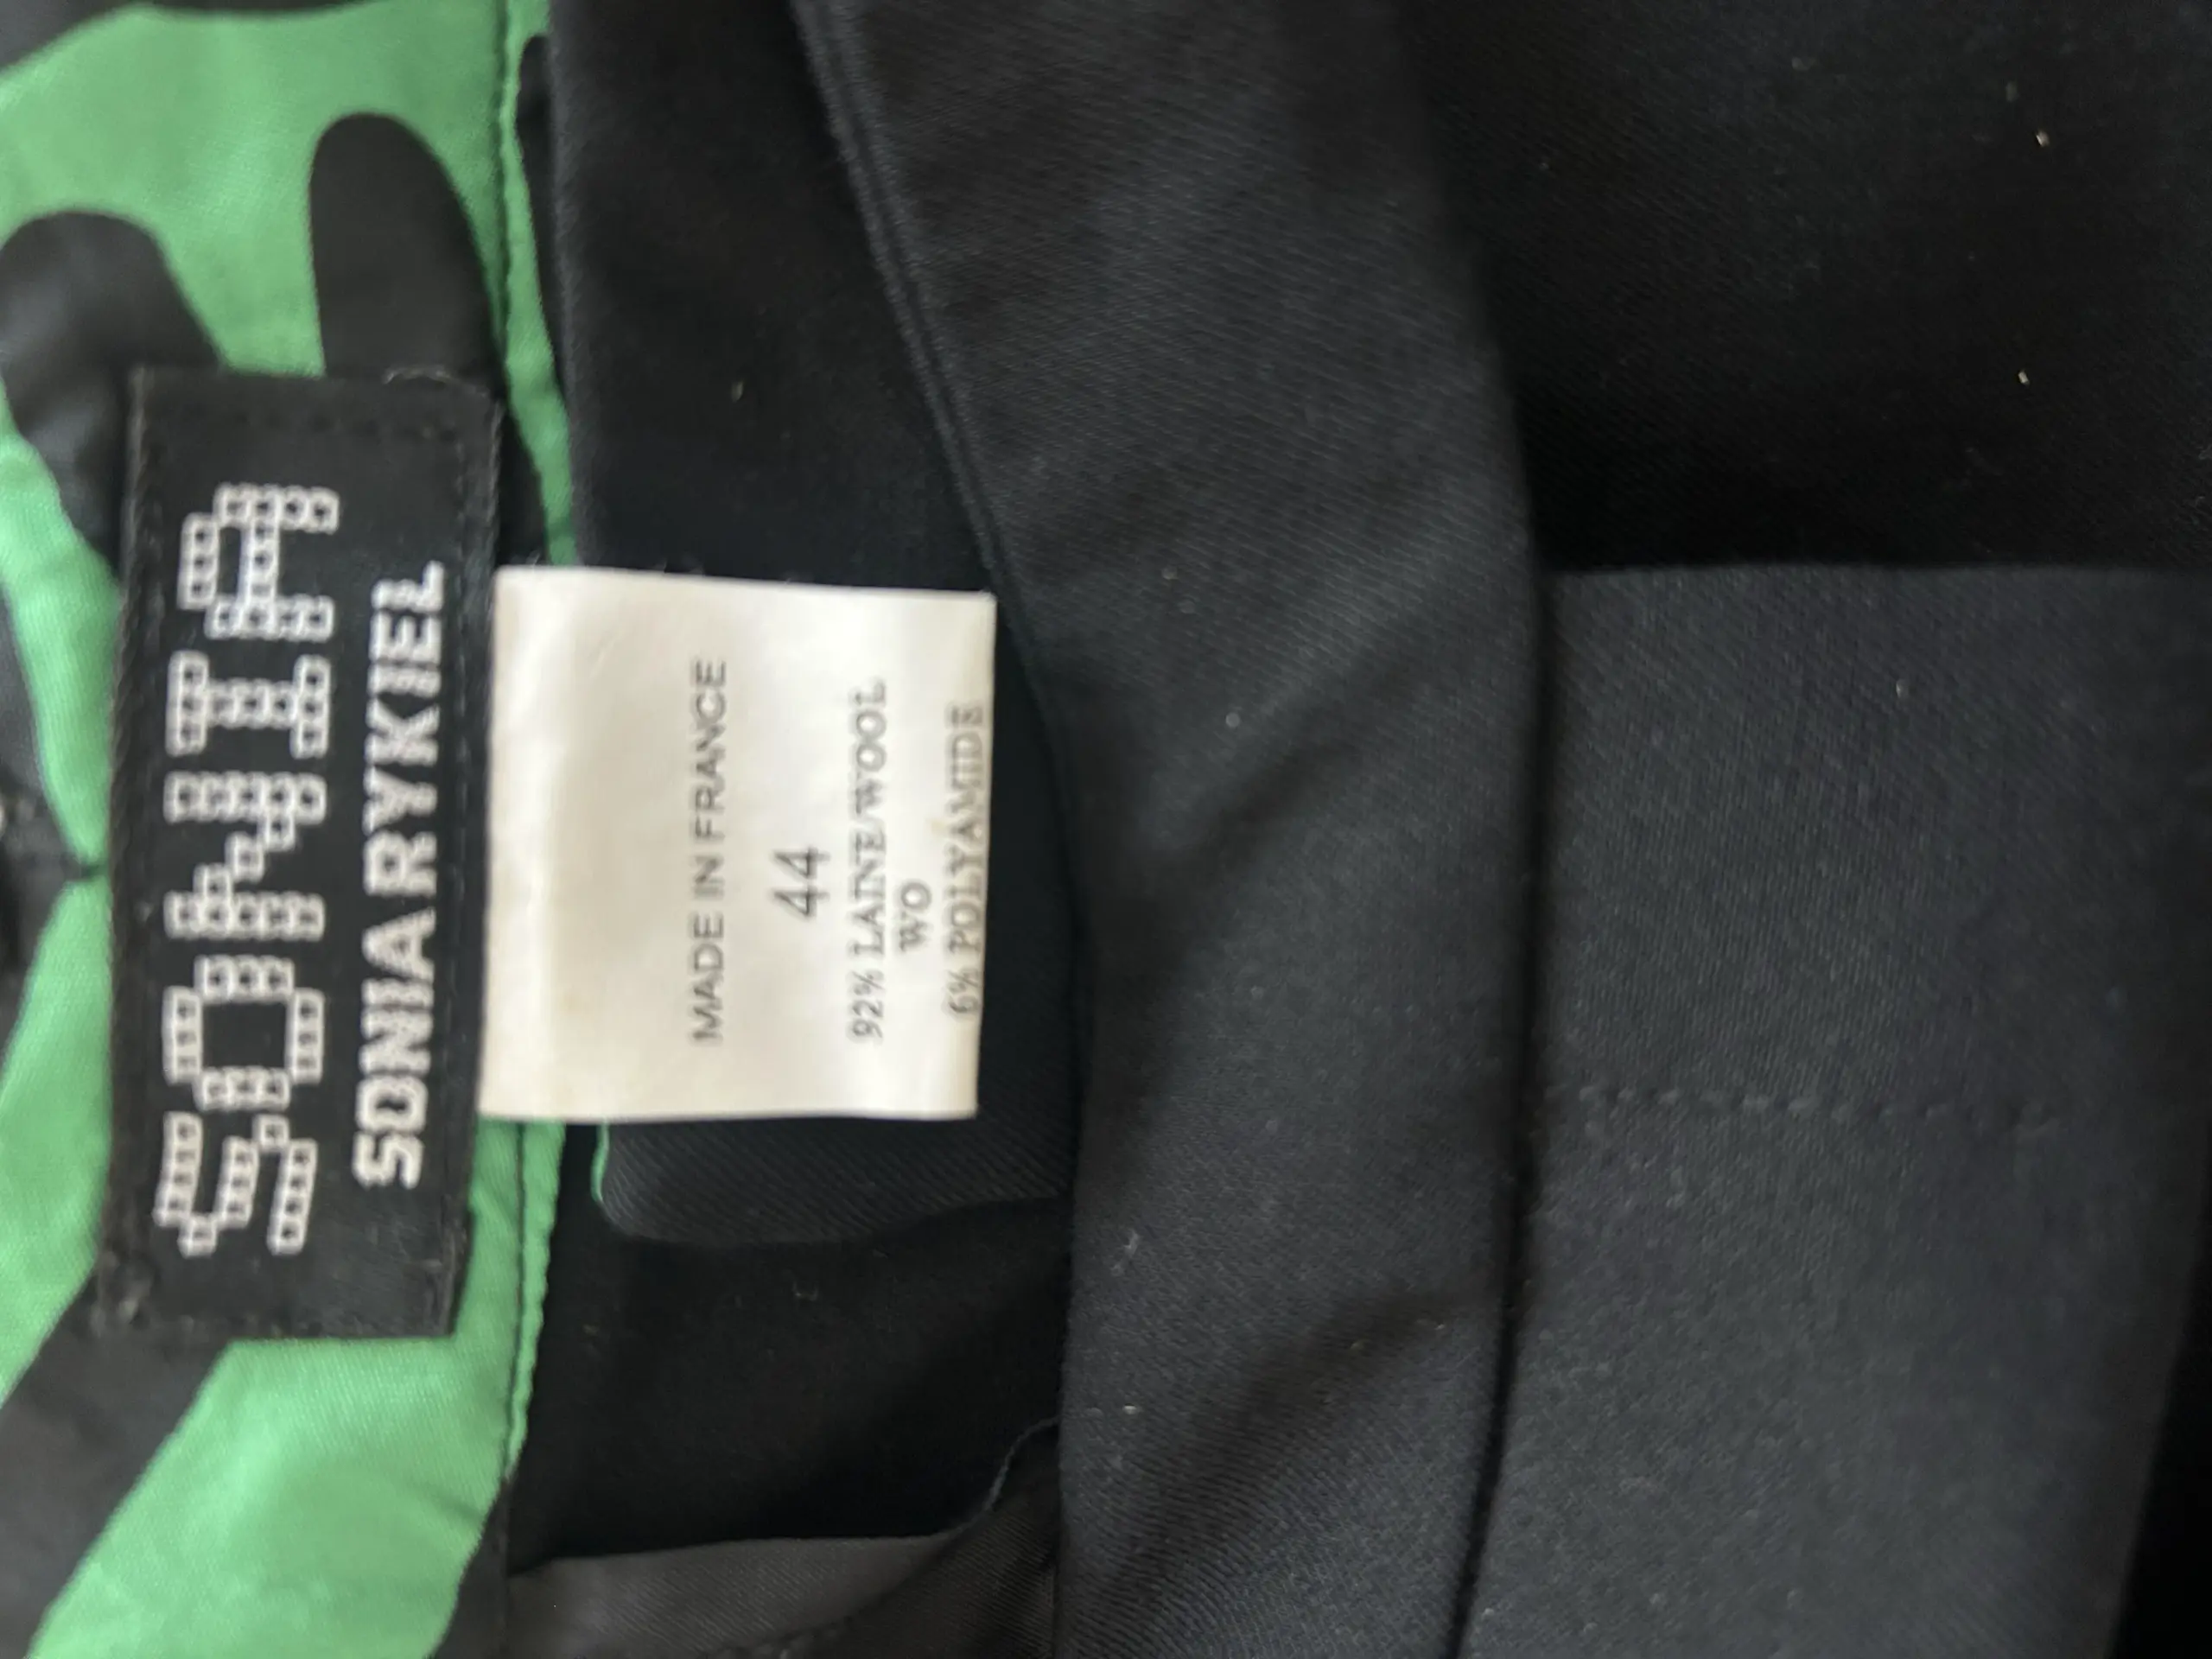 SONIA
SONIA RYKIEL
MADE IN FRANCE
44
92% LAINE/WOOL
WO
6% POLYAMIDE